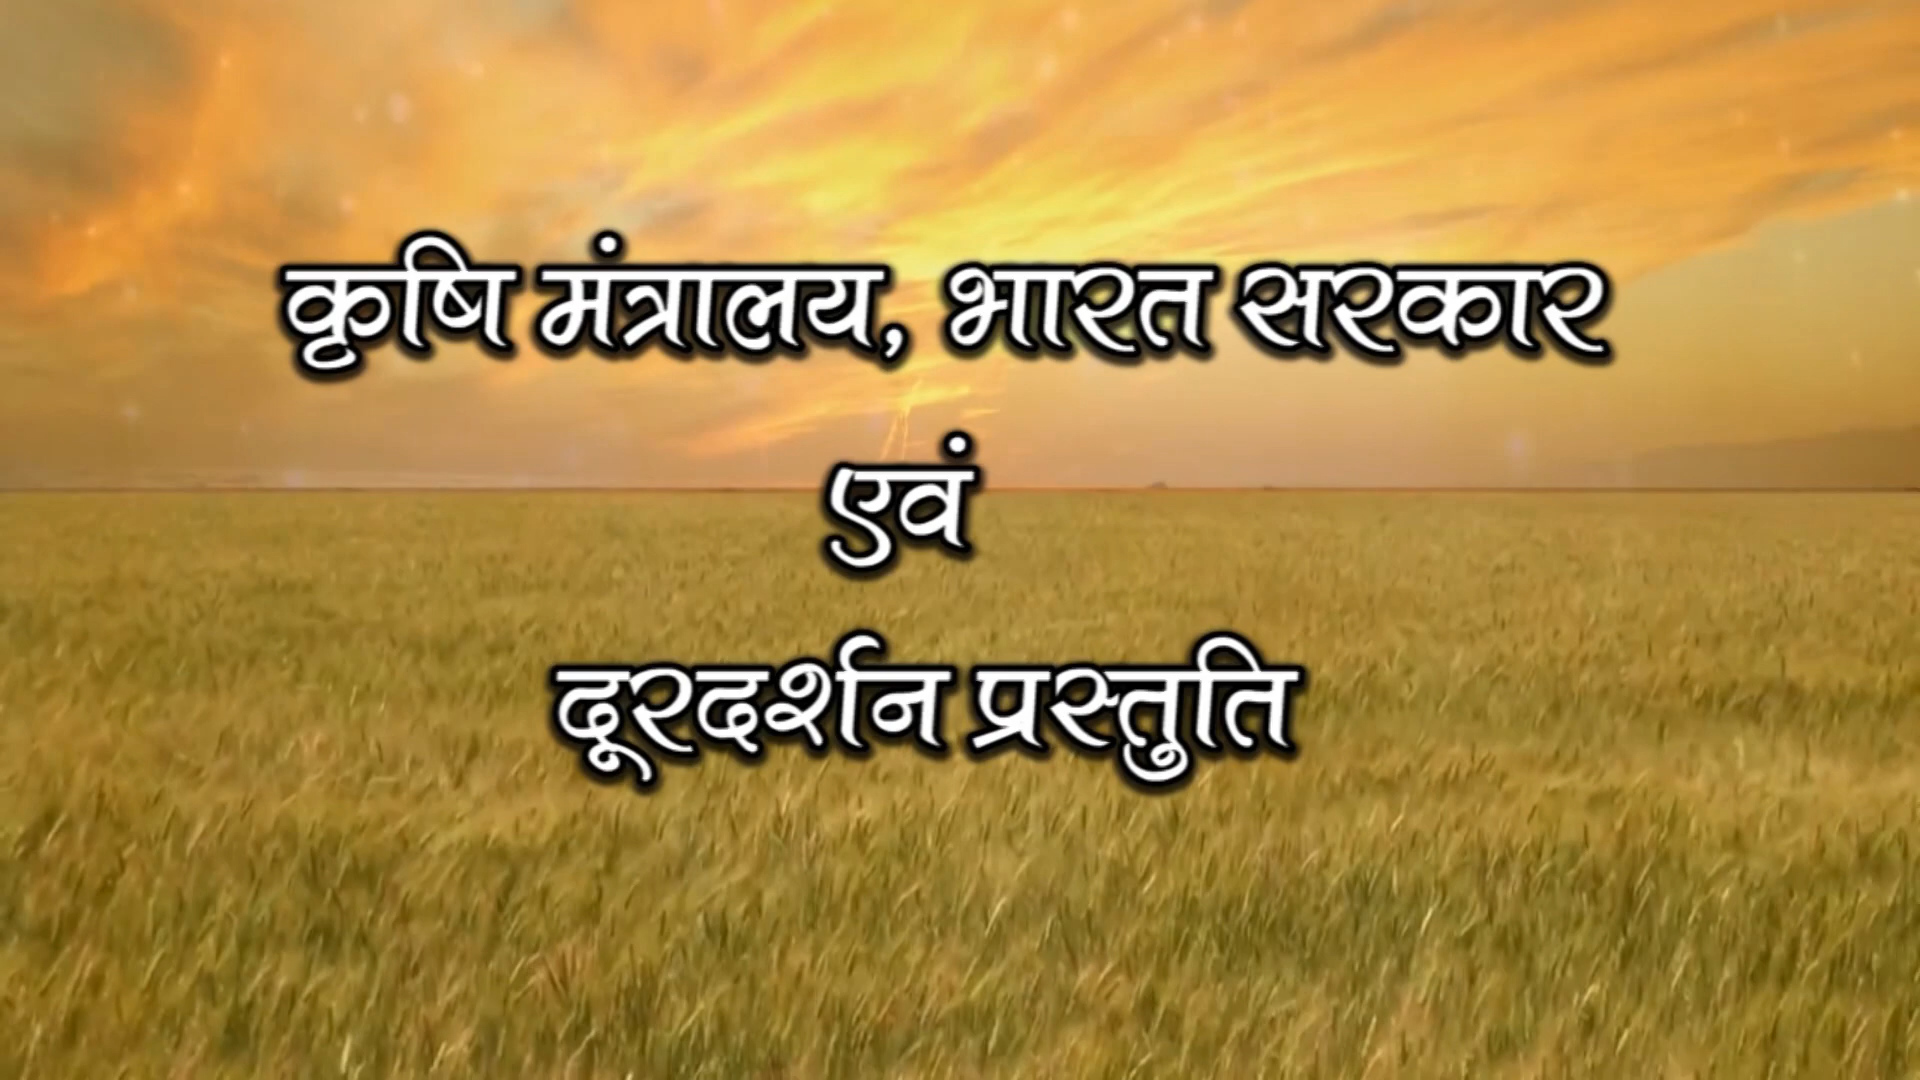 कृषि मंत्रालय, भारत सरकार
एवं
दूरदर्शन प्रस्तुति